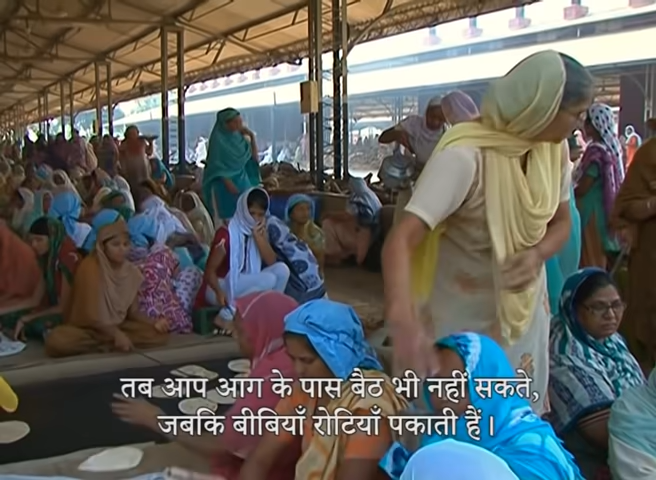 तब आप आग के पास बैठ भी नहीं सकते,
जबकि बीबियाँ रोटियाँ पकाती हैं।